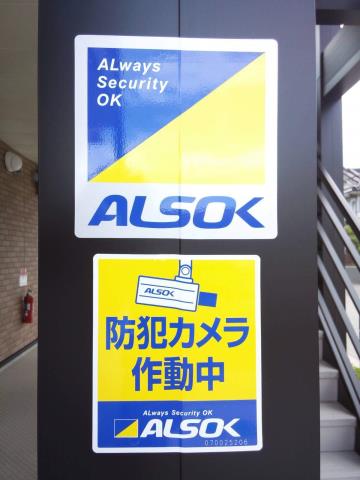 ALways
Security
OK
ALSOK
ALSOK
防犯カメラ
作動中
ALways Security OK
ALSOK
070025206